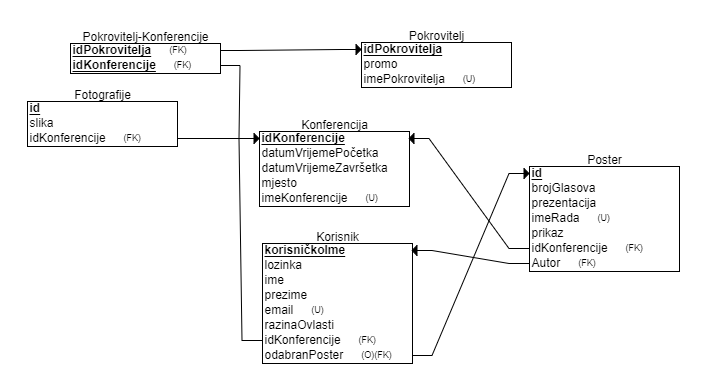 Pokrovitelj-Konferencije
idPokrovitelja (FK)
idKonferencije (FK)
Pokrovitelj
idPokrovitelja
promo
imePokrovitelja (U)
Fotografije
id
slika
idKonferencije (FK)
Konferencija
idKonferencije
datumVrijemePočetka
datumVrijemeZavršetka
mjesto
imeKonferencije (U)
Poster
id
brojGlasova
prezentacija
imeRada (U)
prikaz
idKonferencije (FK)
Autor (FK)
Korisnik
korisničkoIme
lozinka
ime
prezime
email (U)
razinaOvlasti
idKonferencije (FK)
odabranPoster (O)(FK)